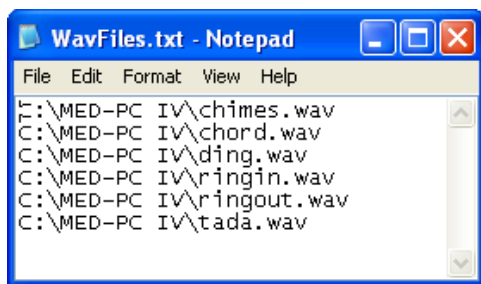 WavFiles.txt - Notepad
File Edit Format View Help
C:\MED-PC IV\chimes.wav
C:\MED-PC IV\chord.wav
C:\MED-PC IV\ding.wav
C:\MED-PC IV\ringin.wav
C:\MED-PC IV\ringout.wav
C:\MED-PC IV\tada.wav